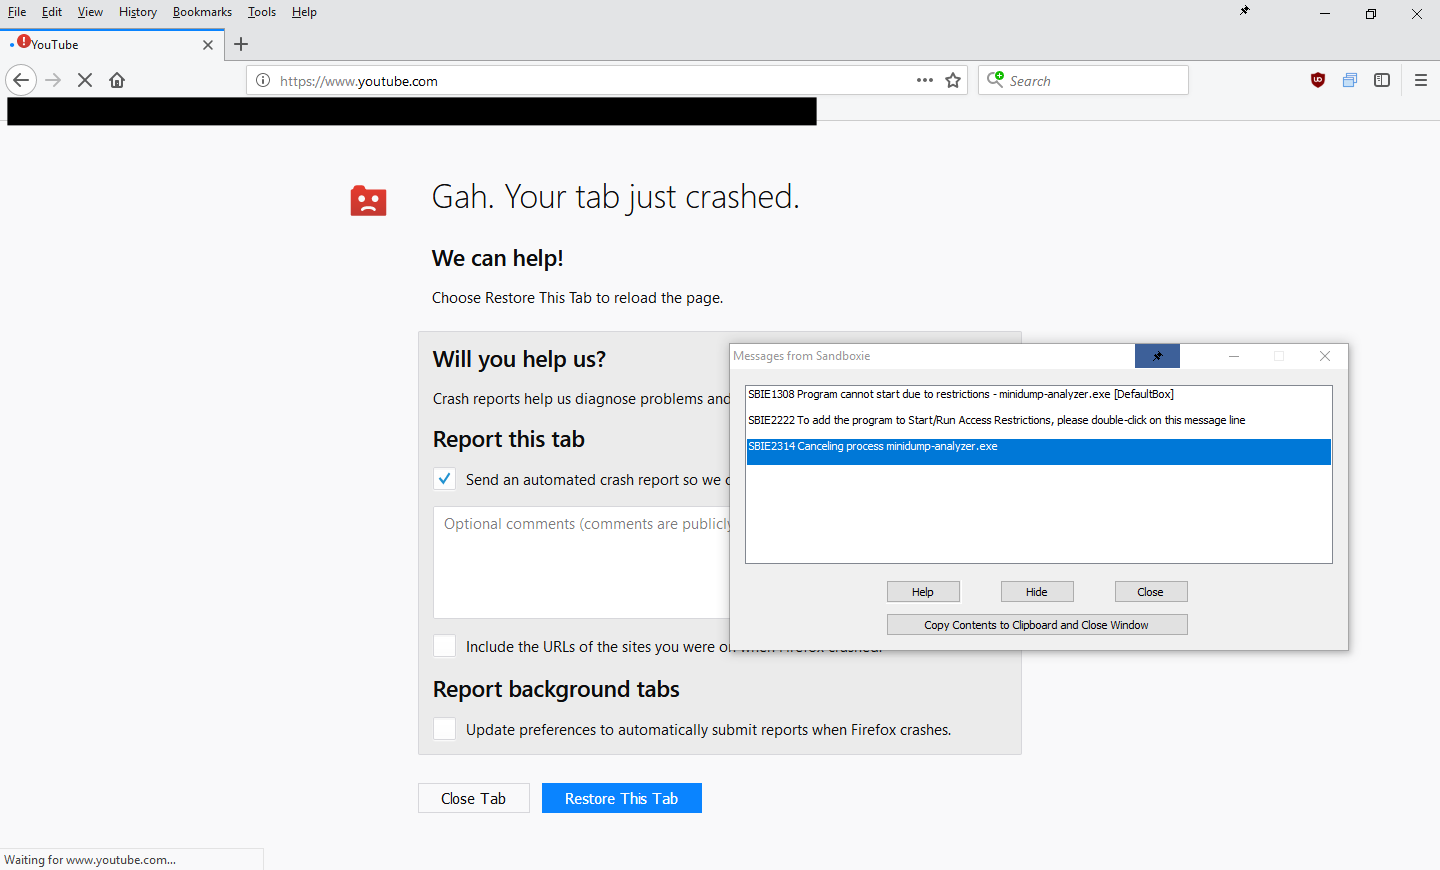 File Edit View History Bookmarks Tools Help
YouTube
https://www.youtube.com
Search
Gah. Your tab just crashed.
We can help!
Choose Restore This Tab to reload the page.
Will you help us?
Crash reports help us diagnose problems and
Report this tab
Send an automated crash report so we
Optional comments (comments are publicly
Include the URLs of the sites you were on when Firefox crashed.
Report background tabs
Update preferences to automatically submit reports when Firefox crashes.
Close Tab
Restore This Tab
Messages from Sandboxie
SBIE1308 Program cannot start due to restrictions - minidump-analyzer.exe [DefaultBox]
SBIE2222 To add the program to Start/Run Access Restrictions, please double-click on this message line
SBIE2314 Canceling process minidump-analyzer.exe
Help
Hide
Close
Copy Contents to Clipboard and Close Window
Waiting for www.youtube.com...